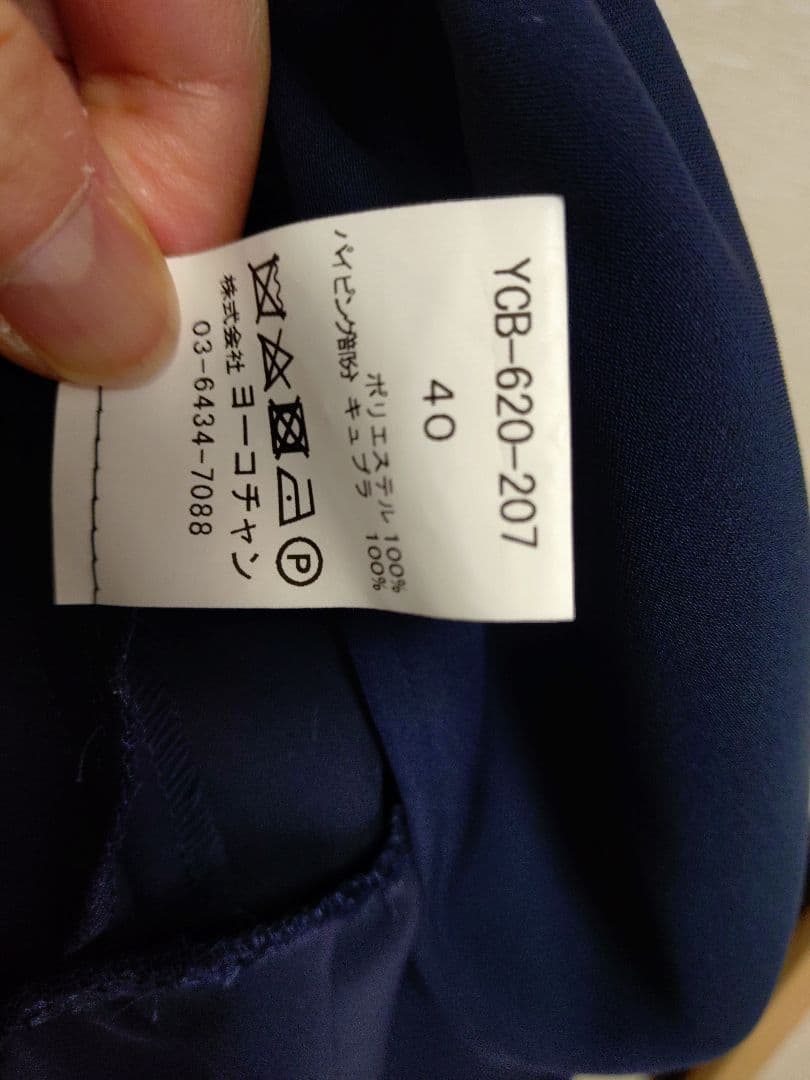 YCB-620-207
40
ポリエステル 100%
パイピング部分 キュプラ 100%
P
株式会社 ヨーコチャン
03-6434-7088